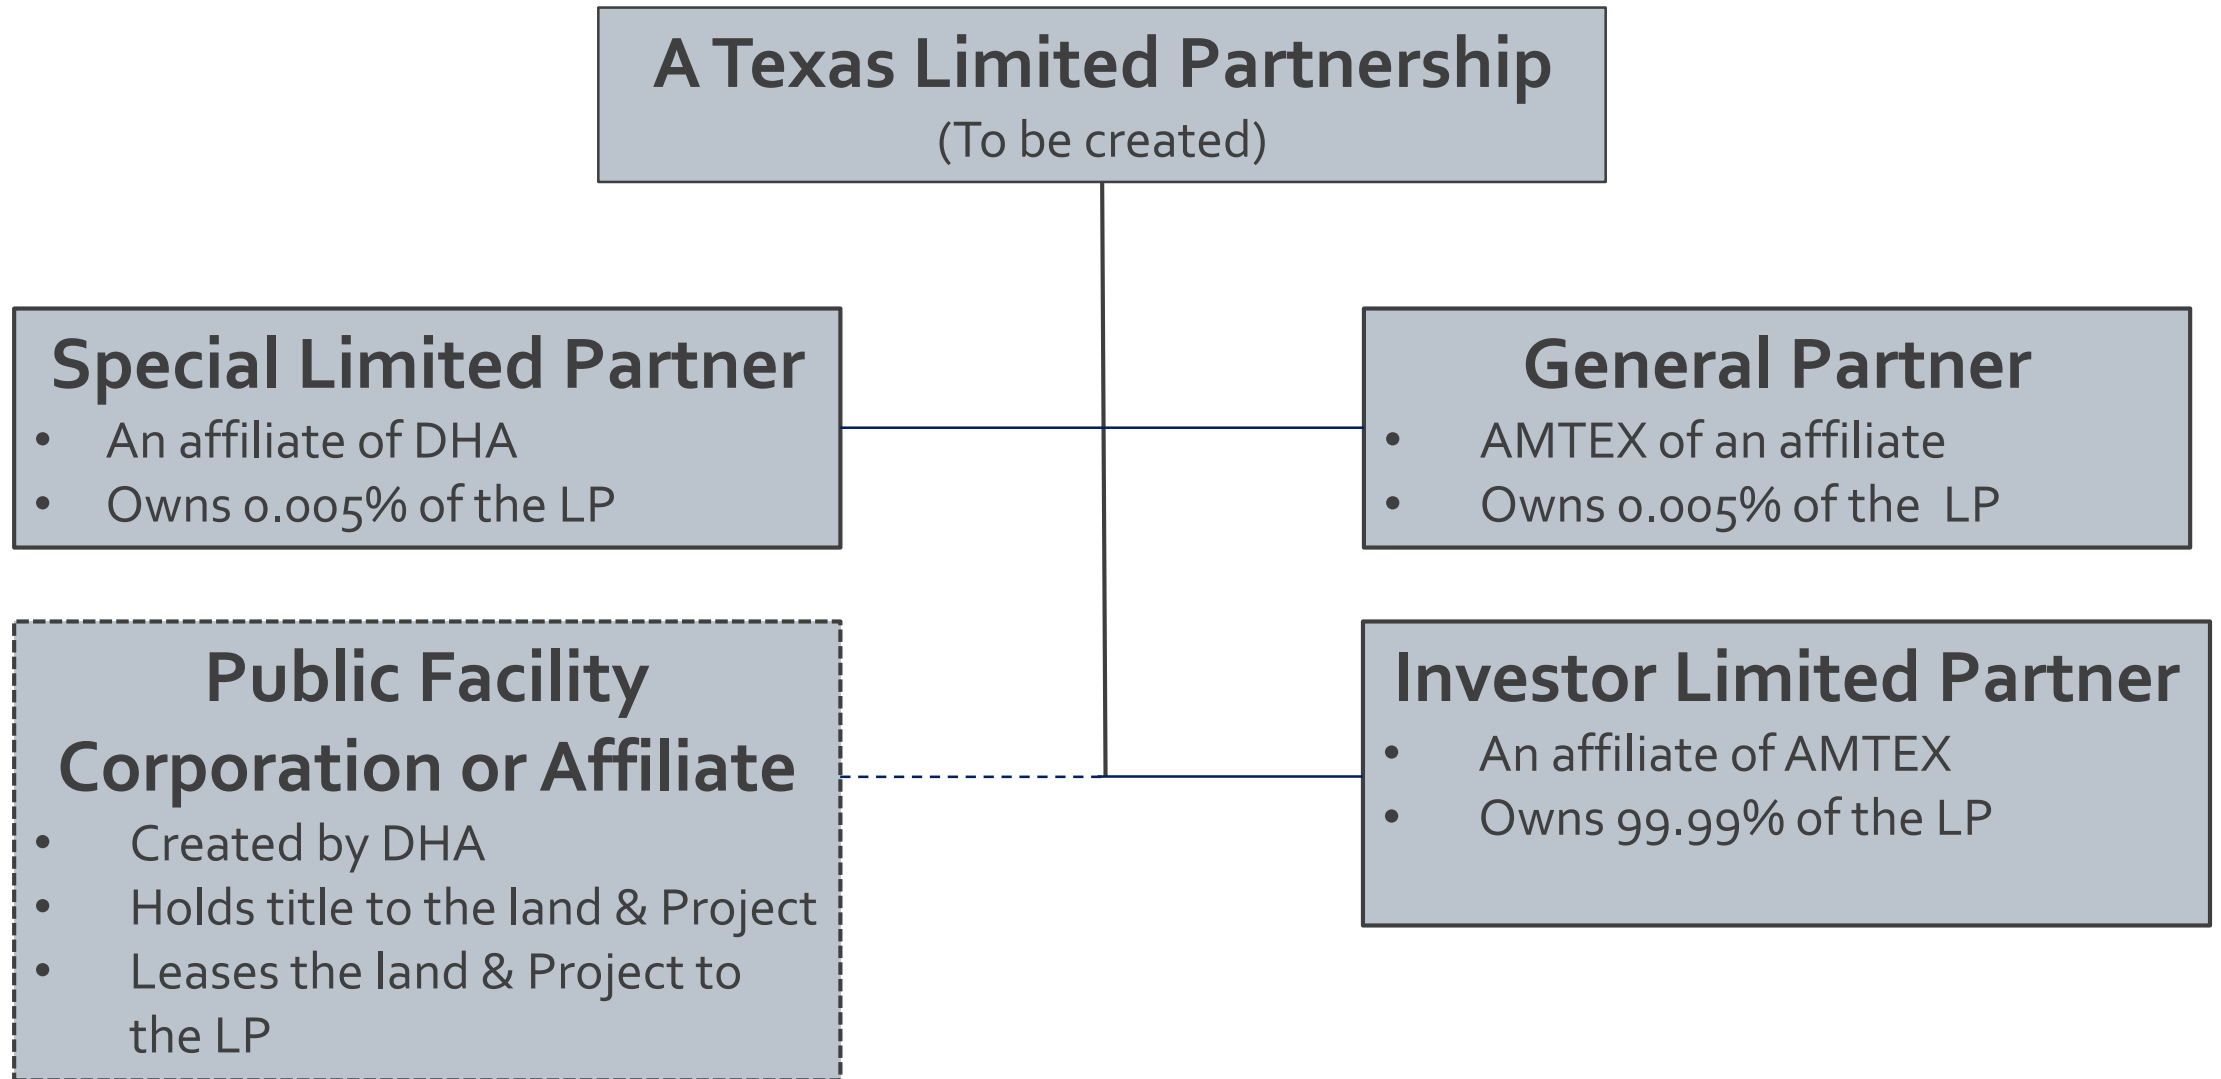 A Texas Limited Partnership
(To be created)
Special Limited Partner
• An affiliate of DHA
• Owns 0.005% of the LP
General Partner
• AMTEX of an affiliate
• Owns 0.005% of the LP
Public Facility
Corporation or Affiliate
• Created by DHA
• Holds title to the land & Project
• Leases the land & Project to
the LP
Investor Limited Partner
• An affiliate of AMTEX
• Owns 99.99% of the LP